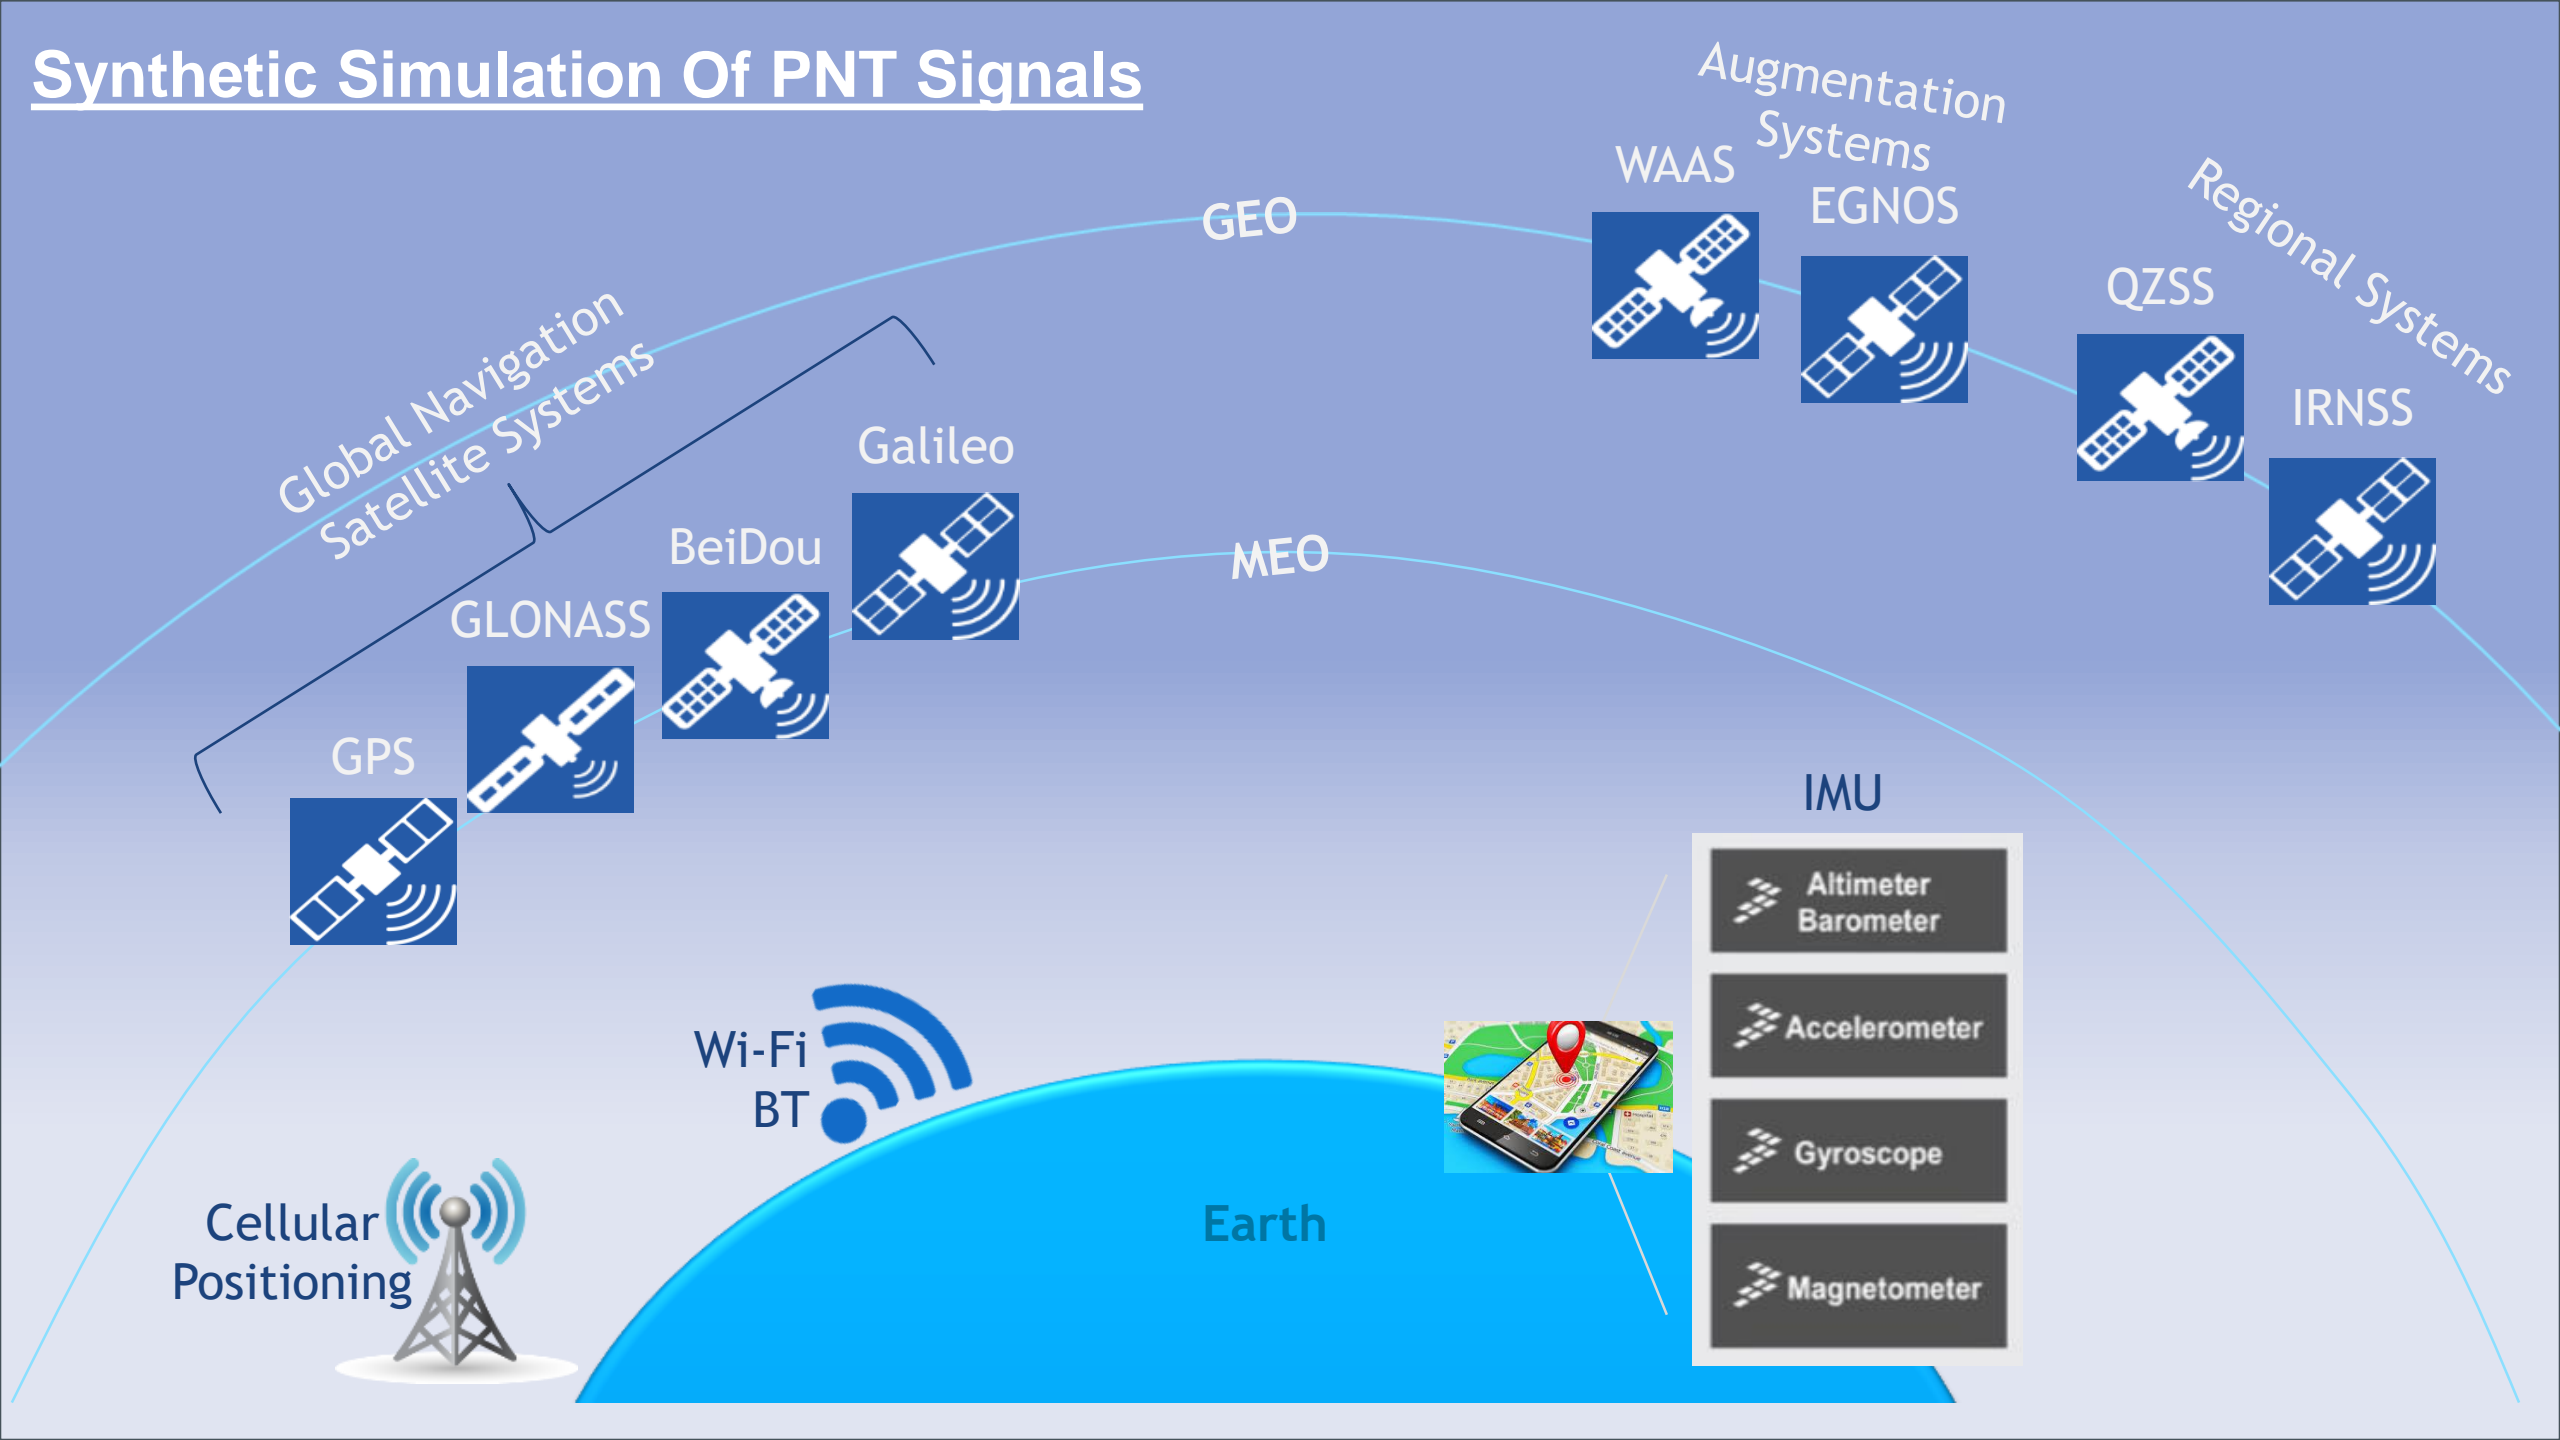 Synthetic Simulation Of PNT Signals
Augmentation
Systems
WAAS
EGNOS
Regional Systems
QZSS
IRNSS
GEO
Global Navigation
Satellite Systems
Galileo
BeiDou
GLONASS
GPS
MEO
IMU
Altimeter
Barometer
Accelerometer
Gyroscope
Magnetometer
Wi-Fi
BT
Cellular
Positioning
Earth